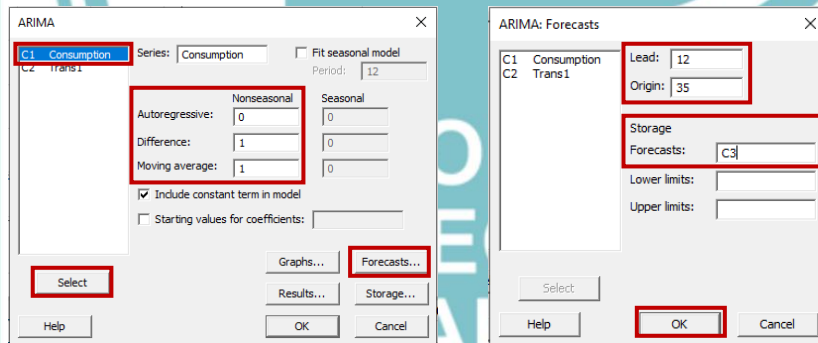 ARIMA
C1 Consumption
C2 Trans1
Series: Consumption
Fit seasonal model
Period: 12
Nonseasonal Seasonal
Autoregressive: 0 0
Difference: 1 0
Moving average: 1 0
Include constant term in model
Starting values for coefficients:
Select
Graphs... Forecasts...
Results... Storage...
Help OK Cancel
ARIMA: Forecasts
C1 Consumption
C2 Trans1
Lead: 12
Origin: 35
Storage
Forecasts: C3
Lower limits:
Upper limits:
Select
Help OK Cancel